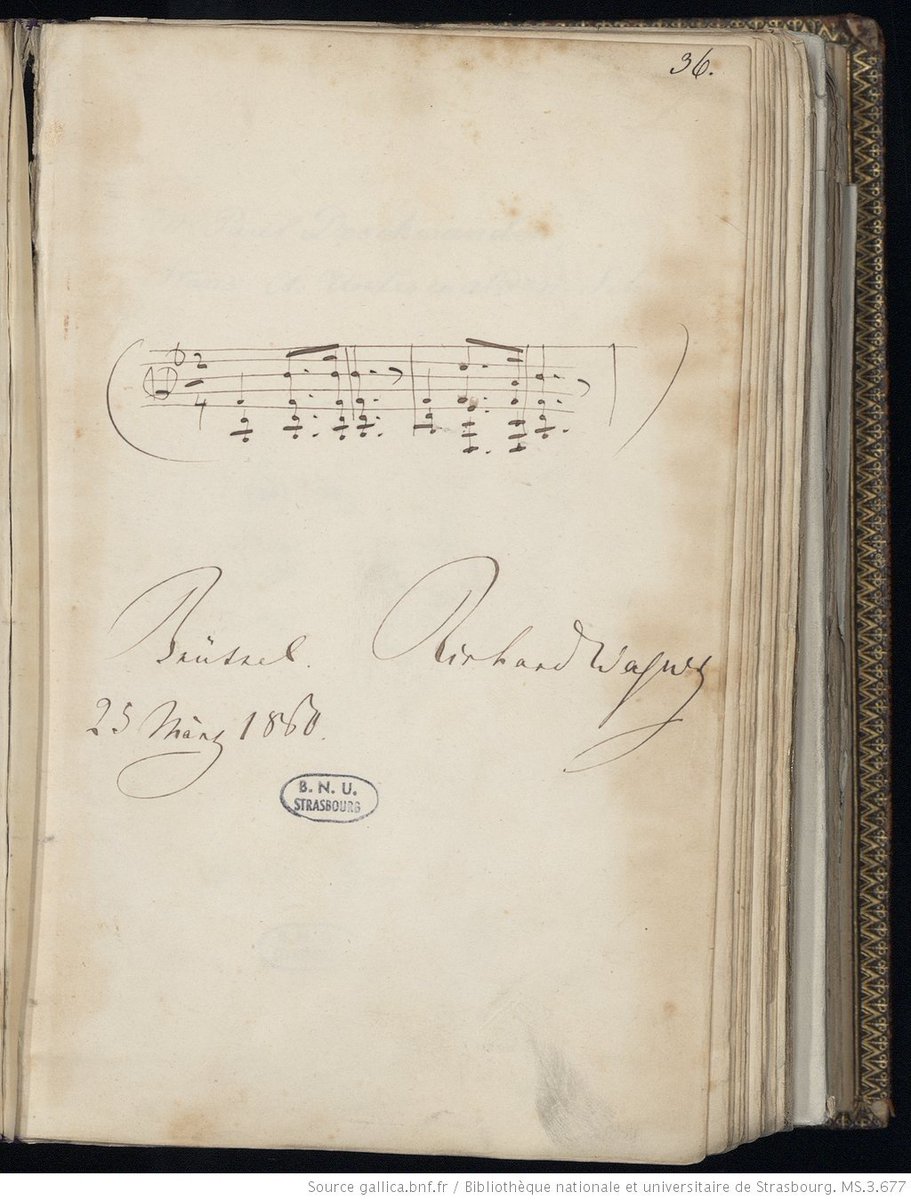 36.
2
4
Brüssel. Richard Wagner
25 März 1860.
B. N. U.
STRASBOURG
Source gallica.bnf.fr / Bibliothèque nationale et universitaire de Strasbourg. MS.3.677